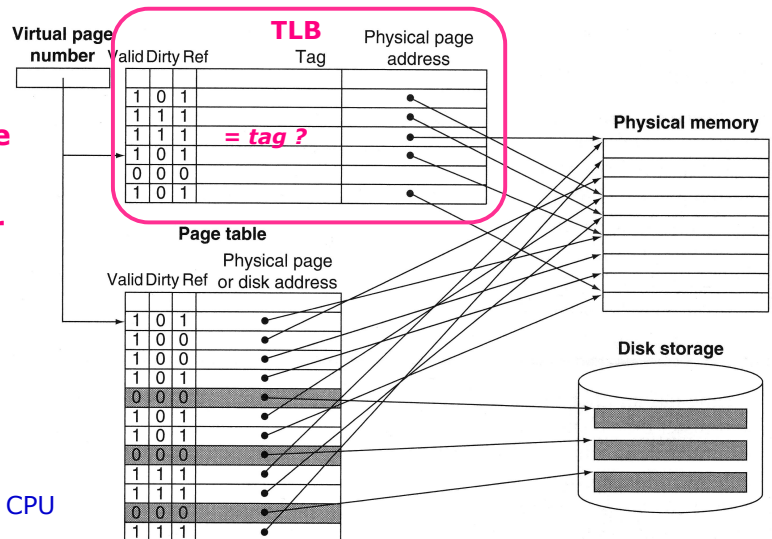 TLB
Virtual page
number
Valid Dirty Ref
Tag
Physical page
address
1 0 1
1 1 1
1 1 1
= tag ?
1 0 1
0 0 0
1 0 1
e
Physical memory
Page table
Valid Dirty Ref
Physical page
or disk address
1 0 1
1 0 0
1 0 0
1 0 1
0 0 0
1 0 1
1 0 1
0 0 0
1 1 1
1 1 1
0 0 0
1 1 1
Disk storage
CPU